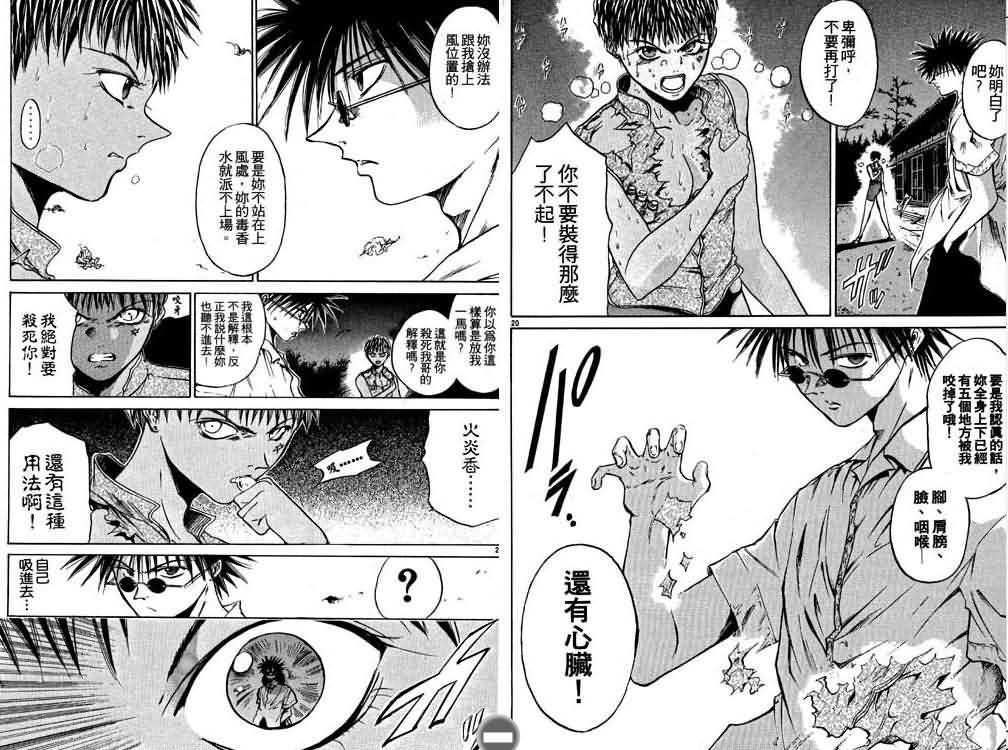 妳明白了
吧?
卑彌呼,
不要再打了!
你不要裝得那麼
了不起!
20
要是我認真的話,
妳全身上下已經
有五個地方被我
咬掉了哦!
腳、肩膀、
臉、咽喉—
還有心臟!
妳沒辦法
跟我搶上
風位置的!
要是妳不站在上
風處,妳的毒香
水就派不上場。
……
你以爲你這
樣算是放我
一馬嗎?
這就是你
殺死我哥的
解釋嗎?
我這根本
不是解釋,反
正我說什麼妳
也聽不進去!
咬牙
我絕對要
殺死你!
火炎香………
吸……
還有這種
用法啊!
2
?
自己
吸進去…